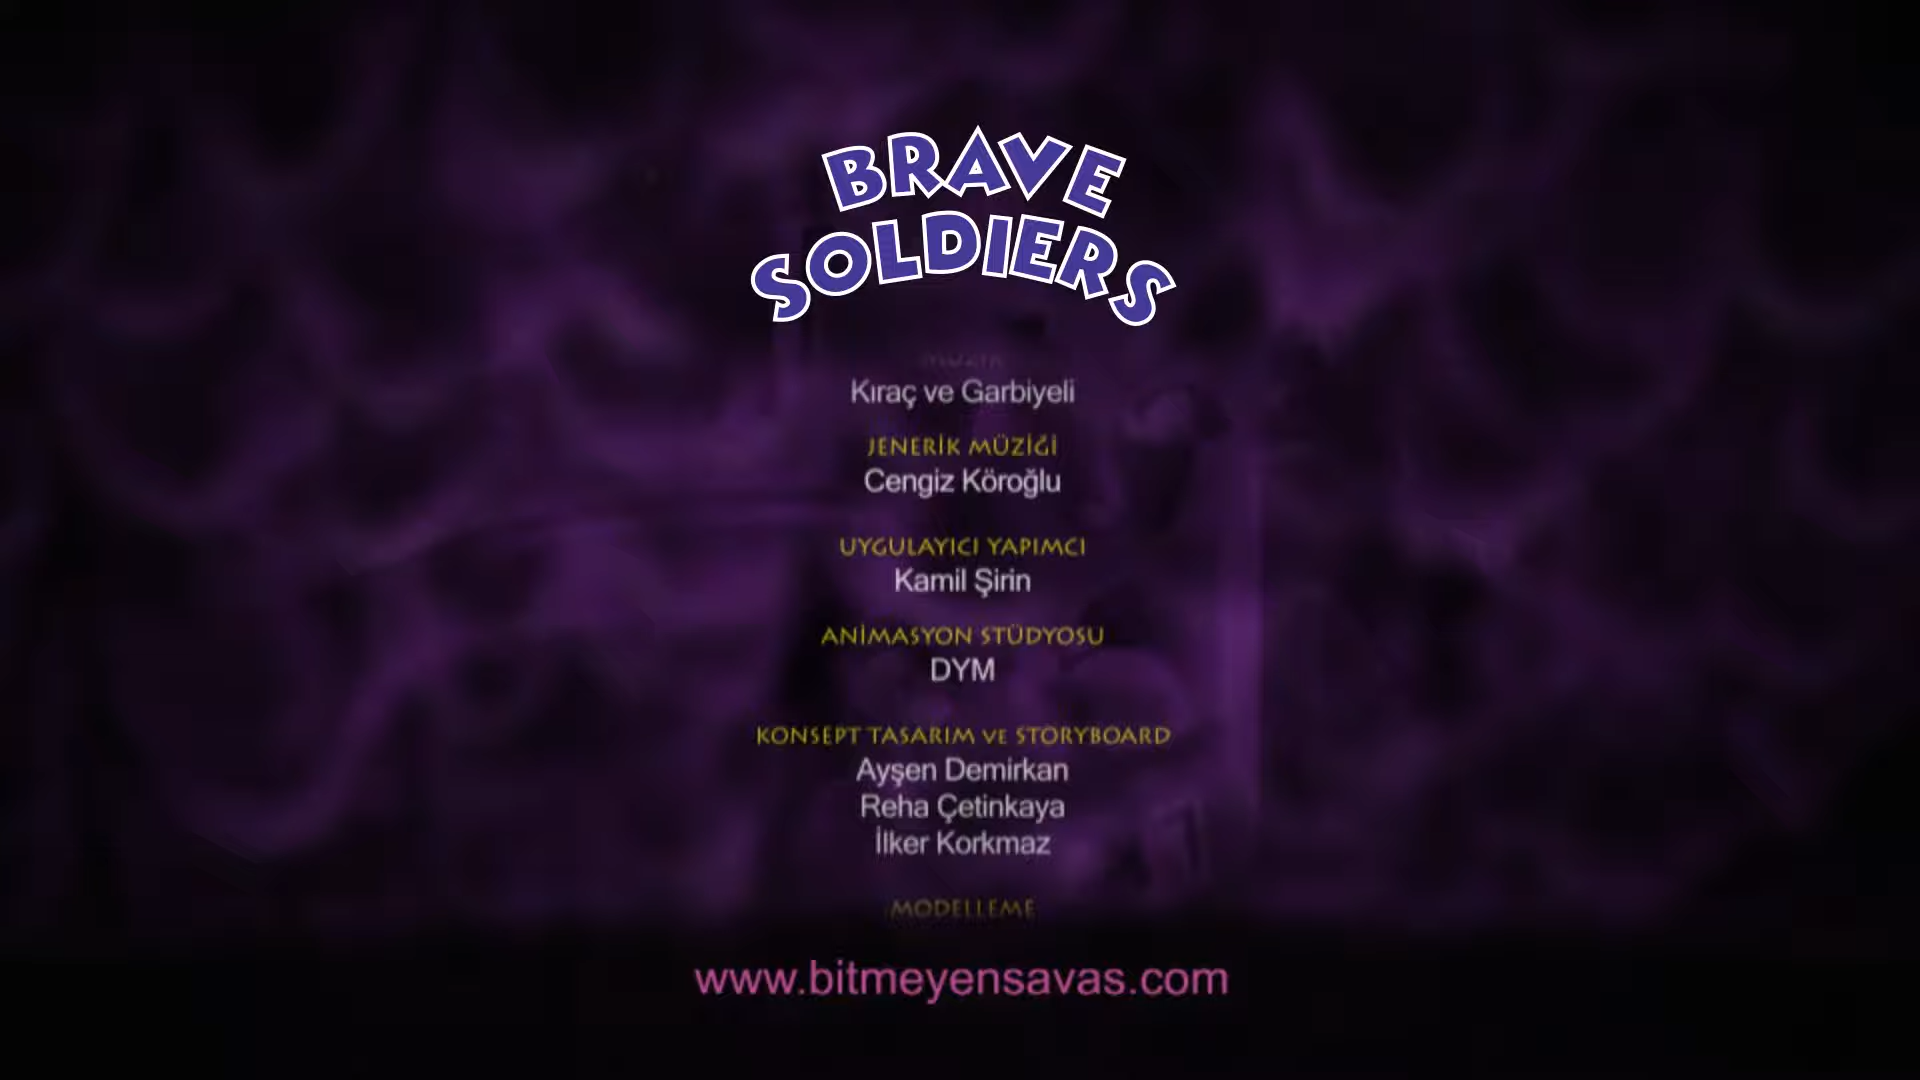 BRAVE
SOLDIERS
Kıraç ve Garbiyeli
JENERİK MÜZİĞİ
Cengiz Köroğlu
UYGULAYICI YAPIMCI
Kamil Şirin
ANİMASYON STÜDYOSU
DYM
KONSEPT TASARIM VE STORYBOARD
Ayşen Demirkan
Reha Çetinkaya
İlker Korkmaz
MODELLEME
www.bitmeyensavas.com